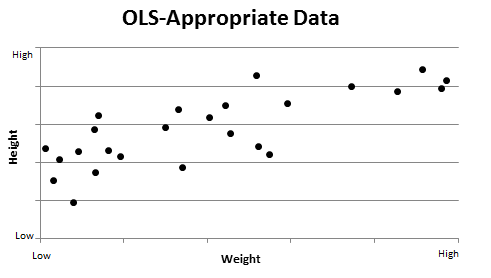 OLS-Appropriate Data
High
Height
Low
Low
High
Weight